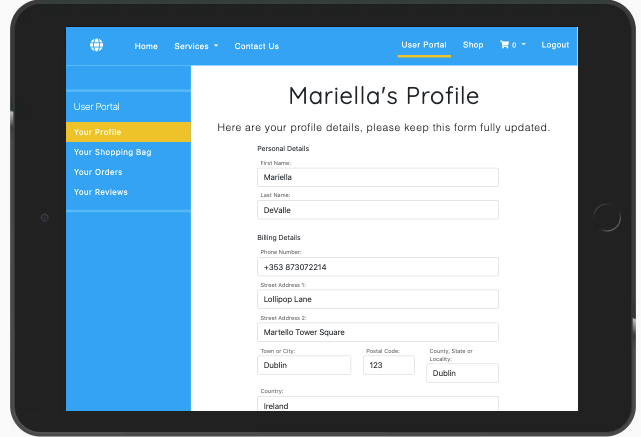 Home Services Contact Us User Portal Shop 0 Logout
User Portal
Your Profile
Your Shopping Bag
Your Orders
Your Reviews
Mariella's Profile
Here are your profile details, please keep this form fully updated.
Personal Details
First Name:
Mariella
Last Name:
DeValle
Billing Details
Phone Number:
+353 873072214
Street Address 1:
Lollipop Lane
Street Address 2:
Martello Tower Square
Town or City: Postal Code: County, State or
Locality:
Dublin 123 Dublin
Country:
Ireland